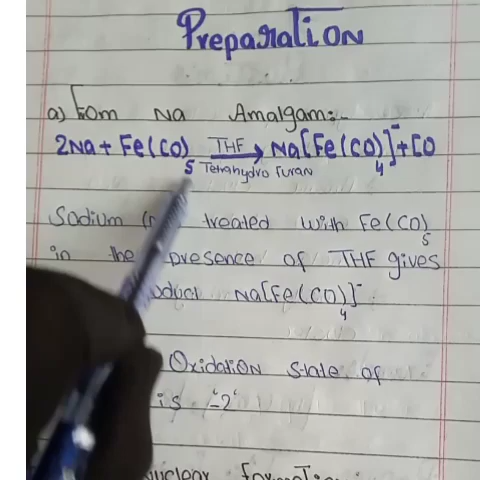 Preparation
a) From Na Amalgam:-
2Na + Fe(CO)5 THF Na[Fe(CO)4]- + CO
Tetrahydro Furan
Sodium treated with Fe(CO)5
in the presence of THF gives
Na[Fe(CO)4]-
Oxidation State of
is '-2'